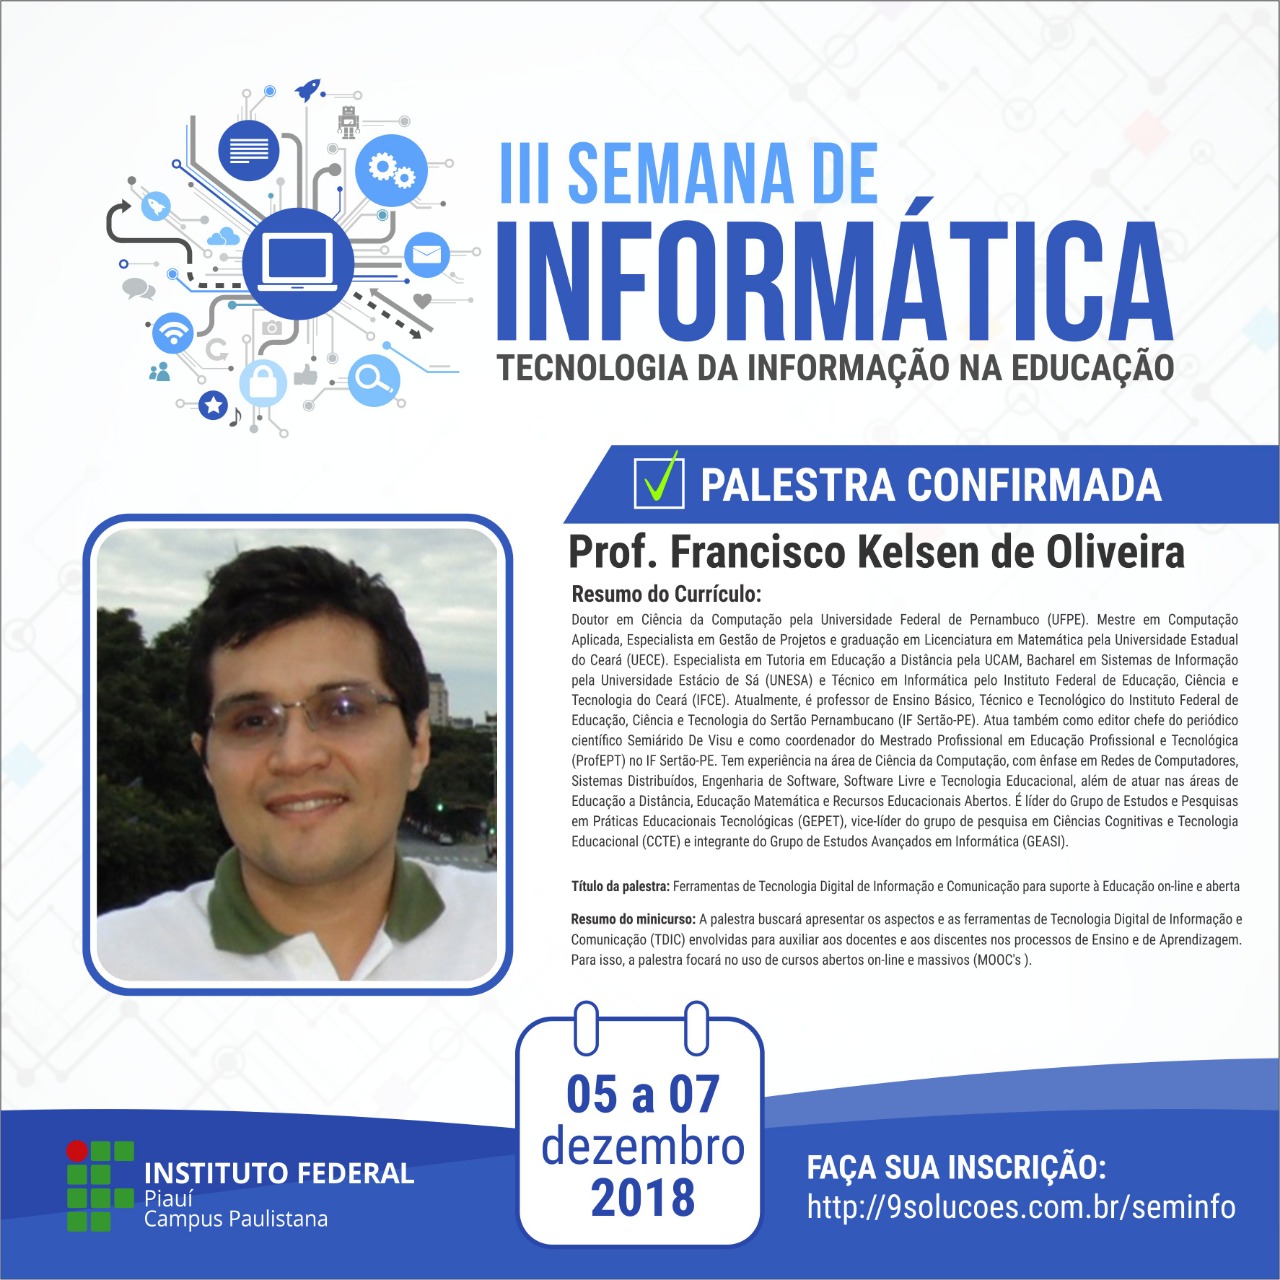 III SEMANA DE
INFORMÁTICA
TECNOLOGIA DA INFORMAÇÃO NA EDUCAÇÃO
PALESTRA CONFIRMADA
Prof. Francisco Kelsen de Oliveira
Resumo do Currículo:
Doutor em Ciência da Computação pela Universidade Federal de Pernambuco (UFPE). Mestre em Computação
Aplicada, Especialista em Gestão de Projetos e graduação em Licenciatura em Matemática pela Universidade Estadual
do Ceará (UECE). Especialista em Tutoria em Educação a Distância pela UCAM, Bacharel em Sistemas de Informação
pela Universidade Estácio de Sá (UNESA) e Técnico em Informática pelo Instituto Federal de Educação, Ciência e
Tecnologia do Ceará (IFCE). Atualmente, é professor de Ensino Básico, Técnico e Tecnológico do Instituto Federal de
Educação, Ciência e Tecnologia do Sertão Pernambucano (IF Sertão-PE). Atua também como editor chefe do periódico
científico Semiárido De Visu e como coordenador do Mestrado Profissional em Educação Profissional e Tecnológica
(ProfEPT) no IF Sertão-PE. Tem experiência na área de Ciência da Computação, com ênfase em Redes de Computadores,
Sistemas Distribuídos, Engenharia de Software, Software Livre e Tecnologia Educacional, além de atuar nas áreas de
Educação a Distância, Educação Matemática e Recursos Educacionais Abertos. É líder do Grupo de Estudos e Pesquisas
em Práticas Educacionais Tecnológicas (GEPET), vice-líder do grupo de pesquisa em Ciências Cognitivas e Tecnologia
Educacional (CCTE) e integrante do Grupo de Estudos Avançados em Informática (GEASI).
Título da palestra: Ferramentas de Tecnologia Digital de Informação e Comunicação para suporte à Educação on-line e aberta
Resumo do minicurso: A palestra buscará apresentar os aspectos e as ferramentas de Tecnologia Digital de Informação e
Comunicação (TDIC) envolvidas para auxiliar aos docentes e aos discentes nos processos de Ensino e de Aprendizagem.
Para isso, a palestra focará no uso de cursos abertos on-line e massivos (MOOC's ).
05 a 07
dezembro
2018
INSTITUTO FEDERAL
Piauí
Campus Paulistana
FAÇA SUA INSCRIÇÃO:
http://9solucoes.com.br/seminfo